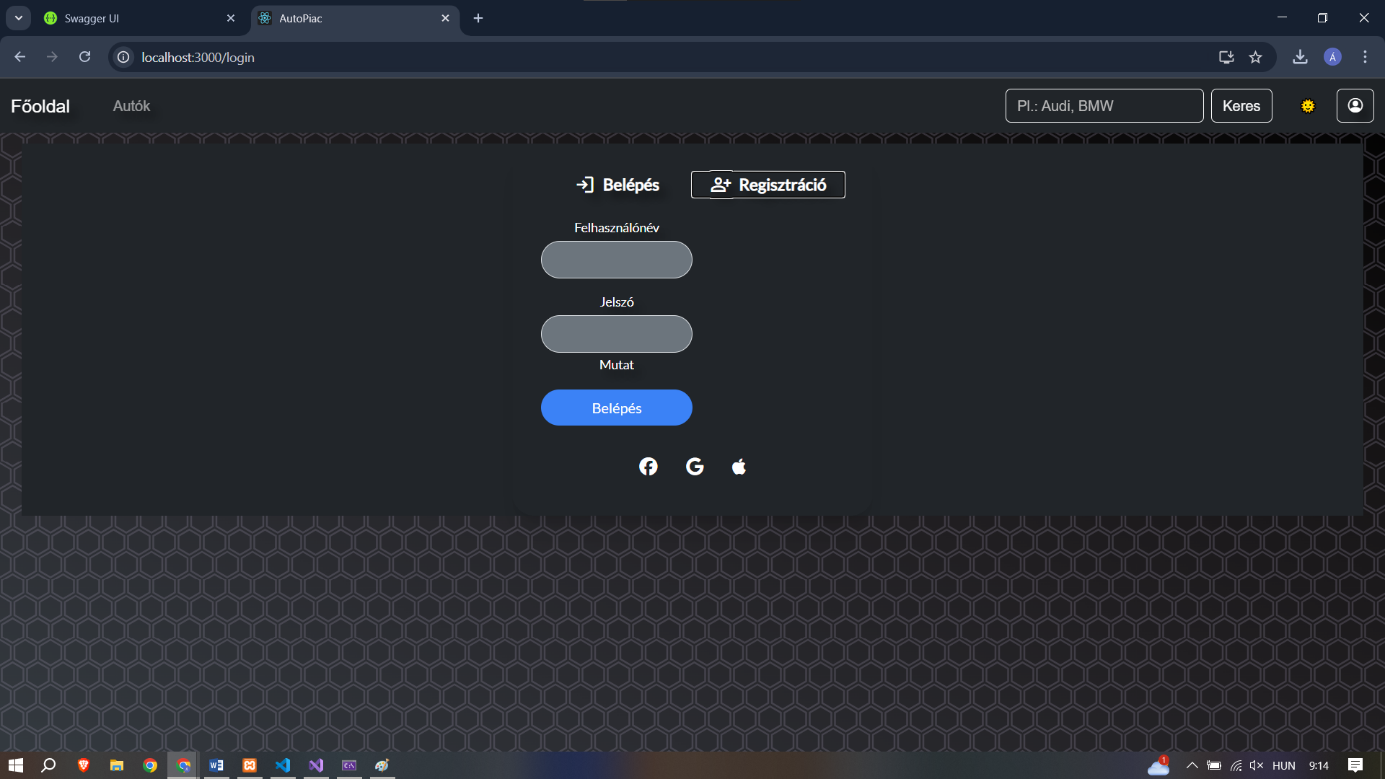 Swagger UI
AutoPiac
localhost:3000/login
Á
Főoldal
Autók
Pl.: Audi, BMW
Keres
Belépés
Regisztráció
Felhasználónév
Jelszó
Mutat
Belépés
1
HUN
9:14